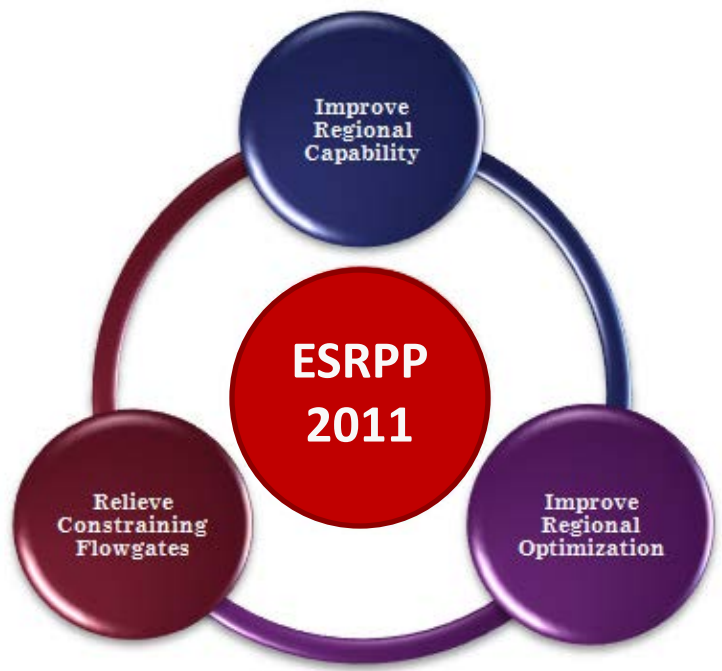 Improve
Regional
Capability
ESRPP
2011
Relieve
Constraining
Flowgates
Improve
Regional
Optimization